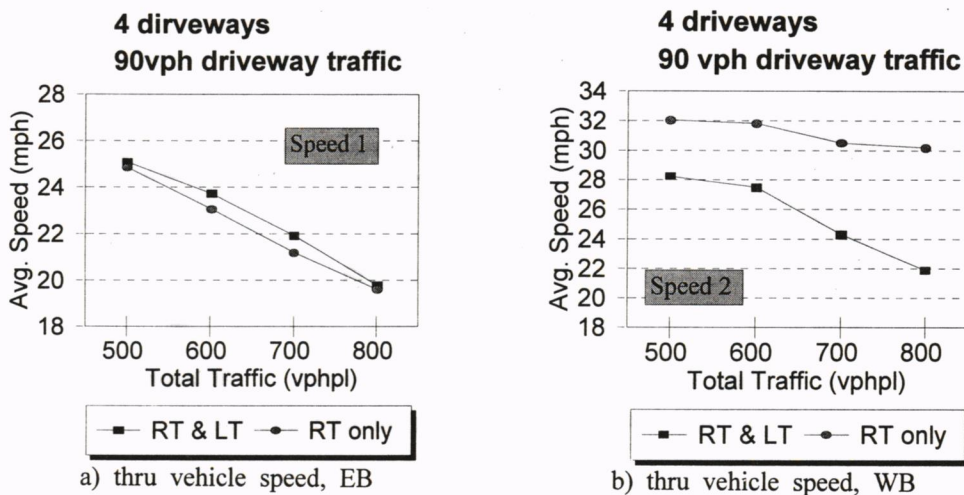 4 dirveways
90vph driveway traffic
28
26
24
22
20
18
Avg. Speed (mph)
Speed 1
500 600 700 800
Total Traffic (vphpl)
RT & LT RT only
a) thru vehicle speed, EB
4 driveways
90 vph driveway traffic
34
32
30
28
26
24
22
20
18
Avg. Speed (mph)
Speed 2
500 600 700 800
Total Traffic (vphpl)
RT & LT RT only
b) thru vehicle speed, WB